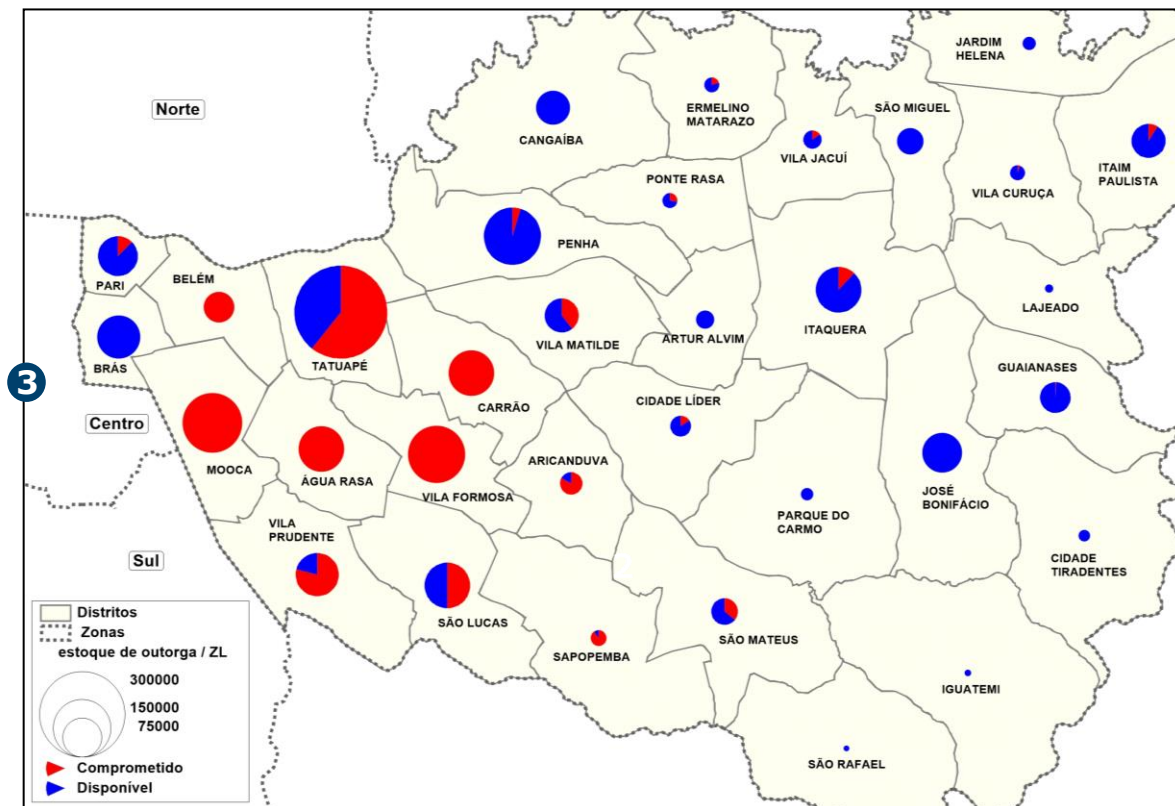 JARDIM
HELENA
Norte
ERMELINO
MATARAZO
SÃO MIGUEL
CANGAÍBA
VILA JACUÍ
ITAIM
PAULISTA
PONTE RASA
VILA CURUÇA
PENHA
BELÉM
PARI
LAJEADO
ITAQUERA
ARTUR ALVIM
VILA MATILDE
BRÁS
TATUAPÉ
GUAIANASES
3
CARRÃO
CIDADE LÍDER
Centro
ARICANDUVA
MOOCA
ÁGUA RASA
VILA FORMOSA
JOSÉ
BONIFÁCIO
PARQUE DO
CARMO
VILA
PRUDENTE
Sul
CIDADE
TIRADENTES
SÃO LUCAS
SÃO MATEUS
SAPOPEMBA
IGUATEMI
SÃO RAFAEL
Distritos
Zonas
estoque de outorga / ZL
300000
150000
75000
Comprometido
Disponível